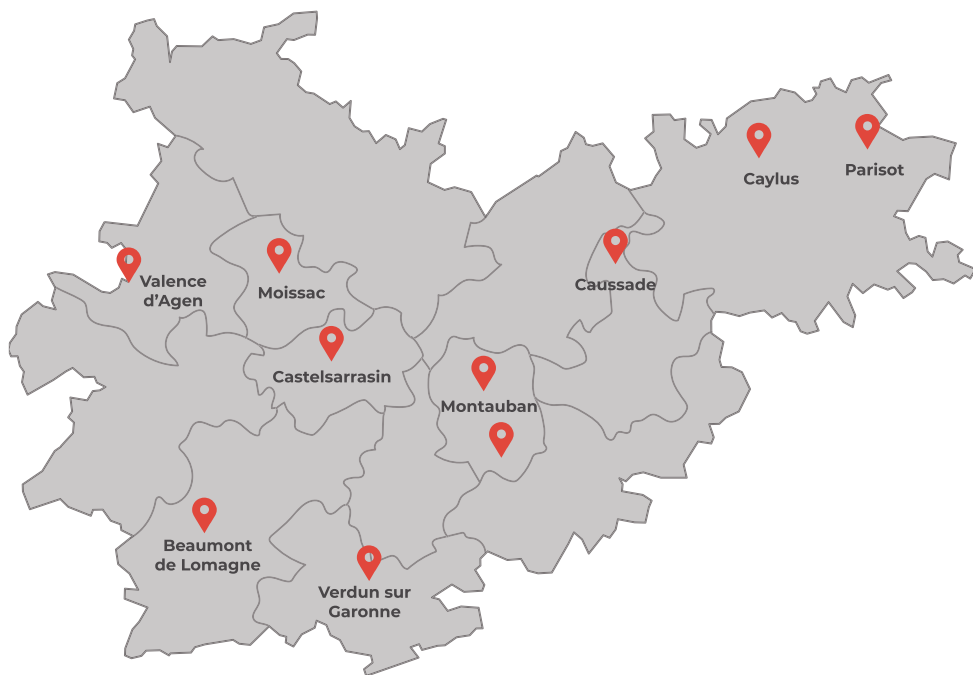 Caylus
Parisot
Valence
d’Agen
Moissac
Caussade
Castelsarrasin
Montauban
Beaumont
de Lomagne
Verdun sur
Garonne